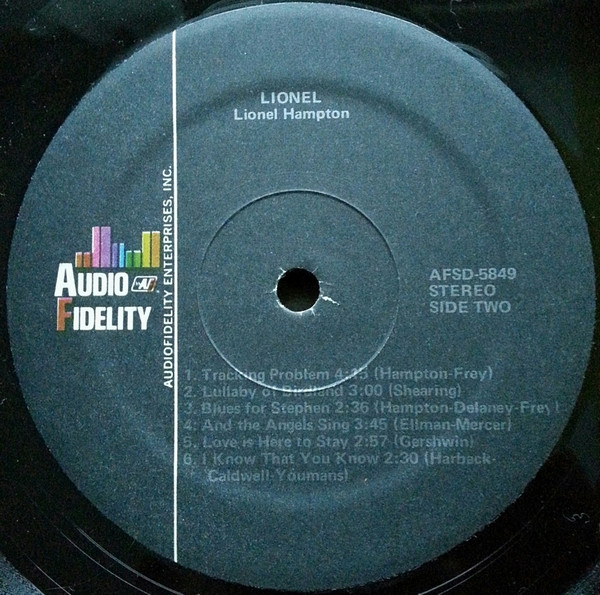 LIONEL
Lionel Hampton
AUDIO AF
FIDELITY
AUDIOFIDELITY ENTERPRISES, INC.
AFSD-5849
STEREO
SIDE TWO
1. Tracking Problem 4:15 (Hampton-Frey)
2. Lullaby of Birdland 3:00 (Shearing)
3. Blues for Stephen 2:36 (Hampton-Delaney-Frey)
4. And the Angels Sing 3:45 (Ellman-Mercer)
5. Love is Here to Stay 2:57 (Gershwin)
6. I Know That You Know 2:30 (Harback-
Caldwell-Youmans)